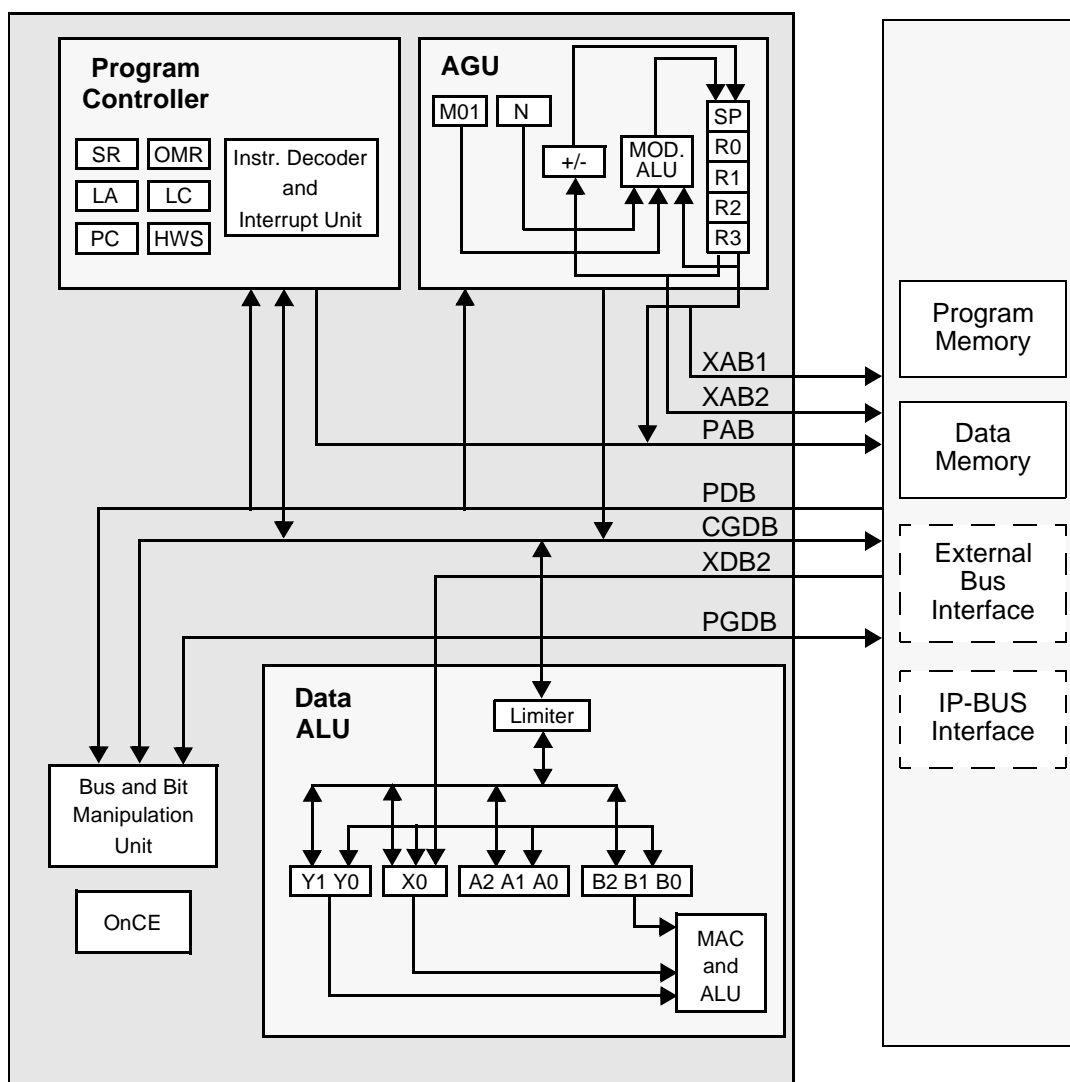 Program
Controller
SR OMR
LA LC
PC HWS
Instr. Decoder
and
Interrupt Unit
AGU
M01 N
+/-
MOD.
ALU
SP
R0
R1
R2
R3
XAB1
XAB2
PAB
PDB
CGDB
XDB2
PGDB
Program
Memory
Data
Memory
External
Bus
Interface
IP-BUS
Interface
Data
ALU
Limiter
Y1 Y0 X0 A2 A1 A0 B2 B1 B0
MAC
and
ALU
Bus and Bit
Manipulation
Unit
OnCE